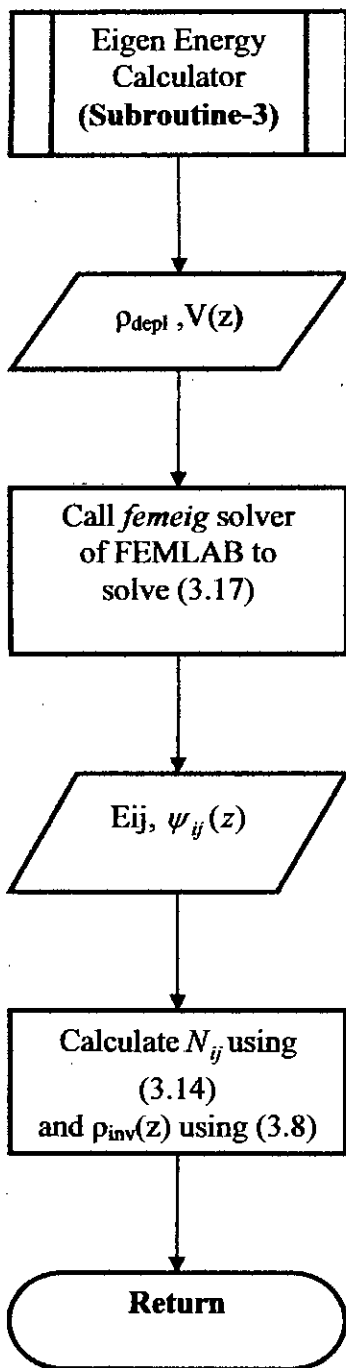 Eigen Energy
Calculator
(Subroutine-3)
ρdepl ,V(z)
Call femeig solver
of FEMLAB to
solve (3.17)
Eij, ψij(z)
Calculate Nij using
(3.14)
and ρinv(z) using (3.8)
Return